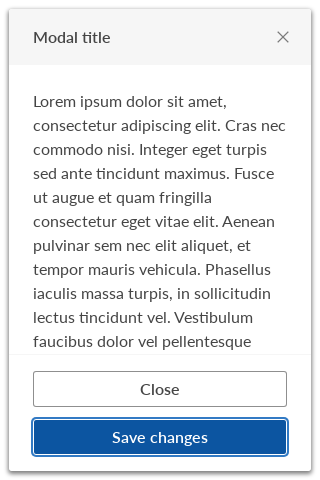 Modal title
Lorem ipsum dolor sit amet,
consectetur adipiscing elit. Cras nec
commodo nisi. Integer eget turpis
sed ante tincidunt maximus. Fusce
ut augue et quam fringilla
consectetur eget vitae elit. Aenean
pulvinar sem nec elit aliquet, et
tempor mauris vehicula. Phasellus
iaculis massa turpis, in sollicitudin
lectus tincidunt vel. Vestibulum
faucibus dolor vel pellentesque
Close
Save changes